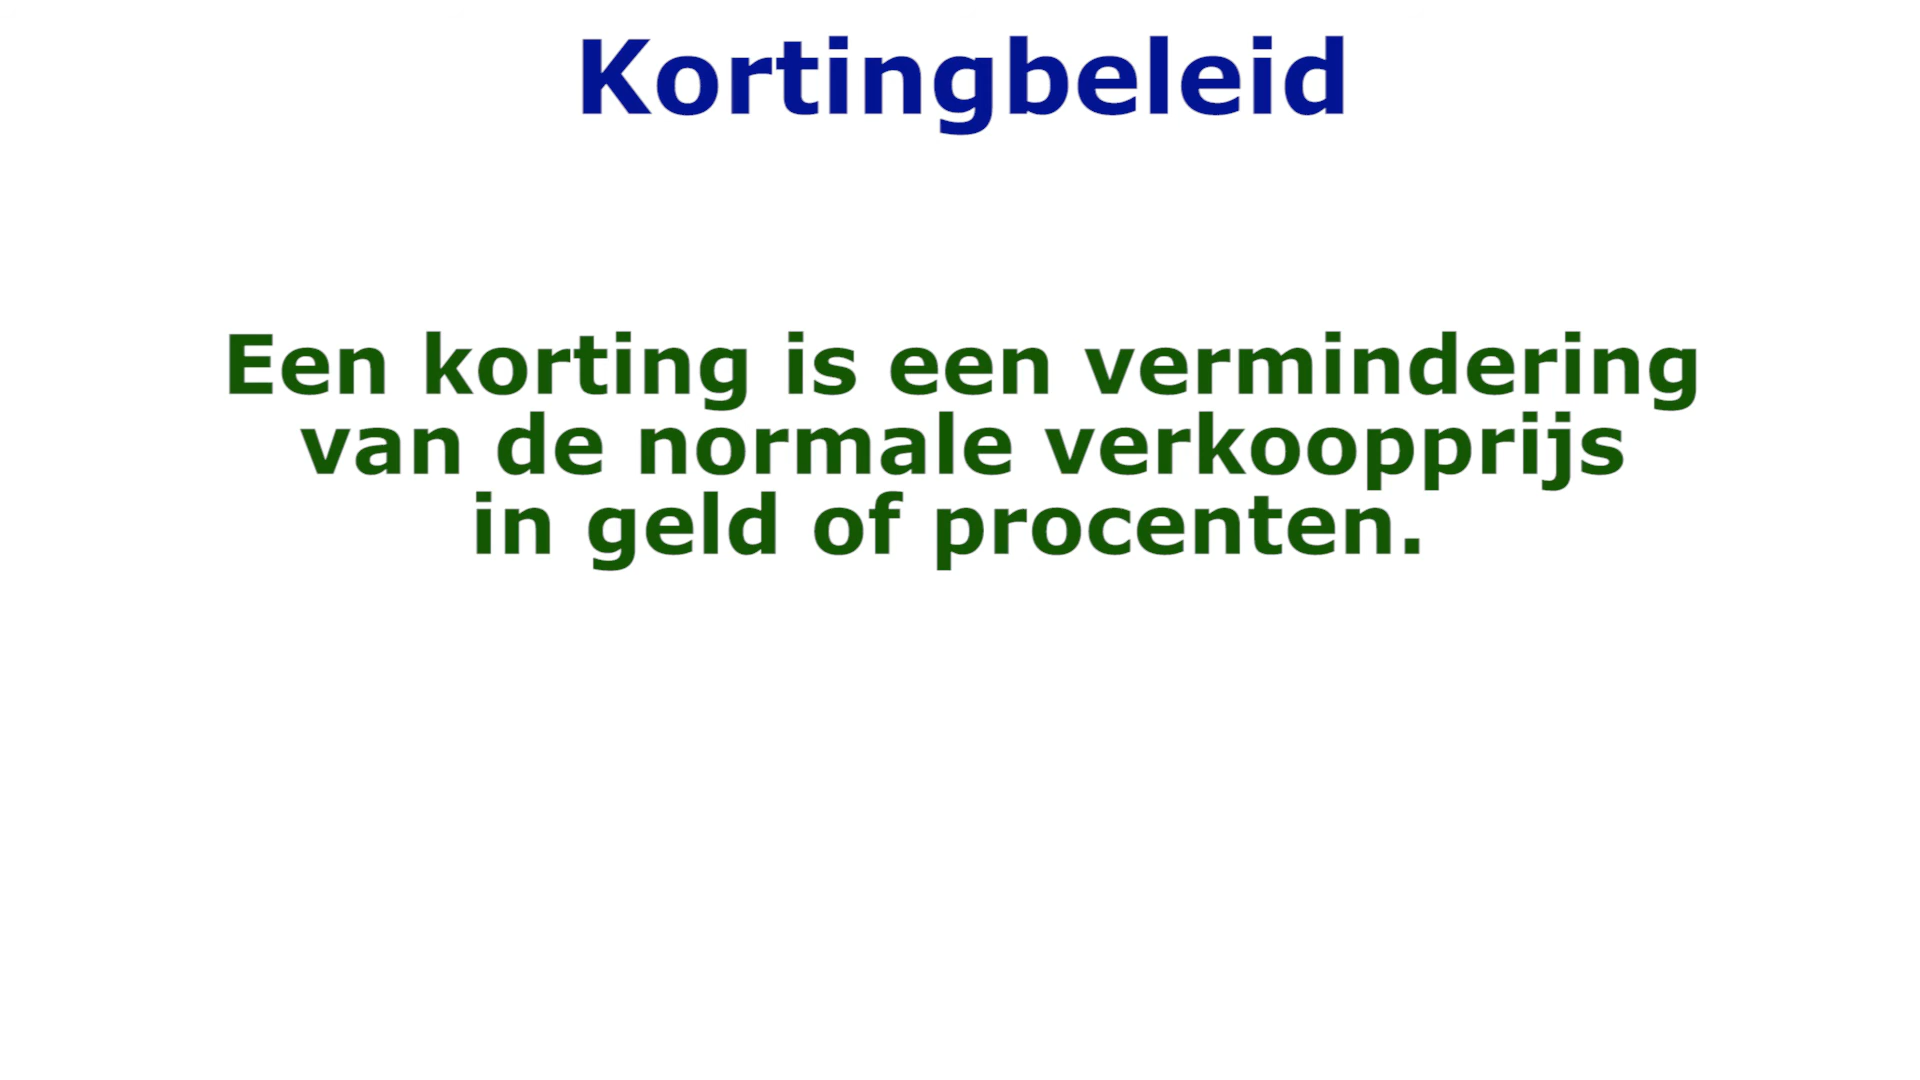 Kortingbeleid
Een korting is een vermindering
van de normale verkoopprijs
in geld of procenten.